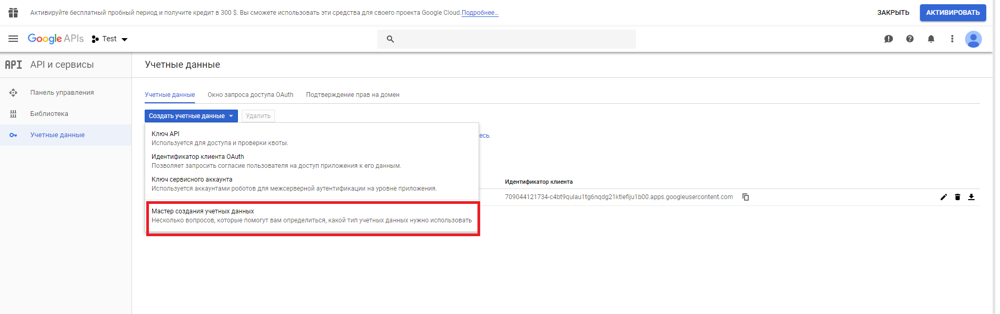 Активируйте бесплатный пробный период и получите кредит в 300 $. Вы сможете использовать эти средства для своего проекта Google Cloud. Подробнее…
ЗАКРЫТЬ
АКТИВИРОВАТЬ
Google APIs
Test
API
API и сервисы
Учетные данные
Панель управления
Библиотека
Учетные данные
Учетные данные
Окно запроса доступа OAuth
Подтверждение прав на домен
Создать учетные данные
Удалить
Ключ API
Используется для доступа и проверки квоты.
есь.
Идентификатор клиента OAuth
Позволяет запросить согласие пользователя на доступ приложения к его данным.
Ключ сервисного аккаунта
Используется аккаунтами роботов для межсерверной аутентификации на уровне приложения.
Мастер создания учетных данных
Несколько вопросов, которые помогут вам определиться, какой тип учетных данных нужно использовать
Идентификатор клиента
709044121734-c4bt9qulau1tg6nqdg21ktlefiju1b00.apps.googleusercontent.com